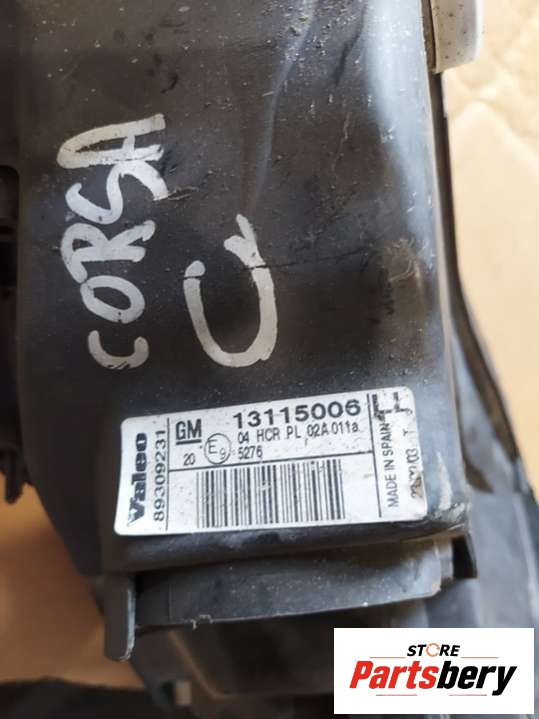 CORSA
C
Valeo
89309231
GM
13115006
04 HCR PL 02A 011a
20 E9 5276
MADE IN SPAIN
STORE
Partsbery